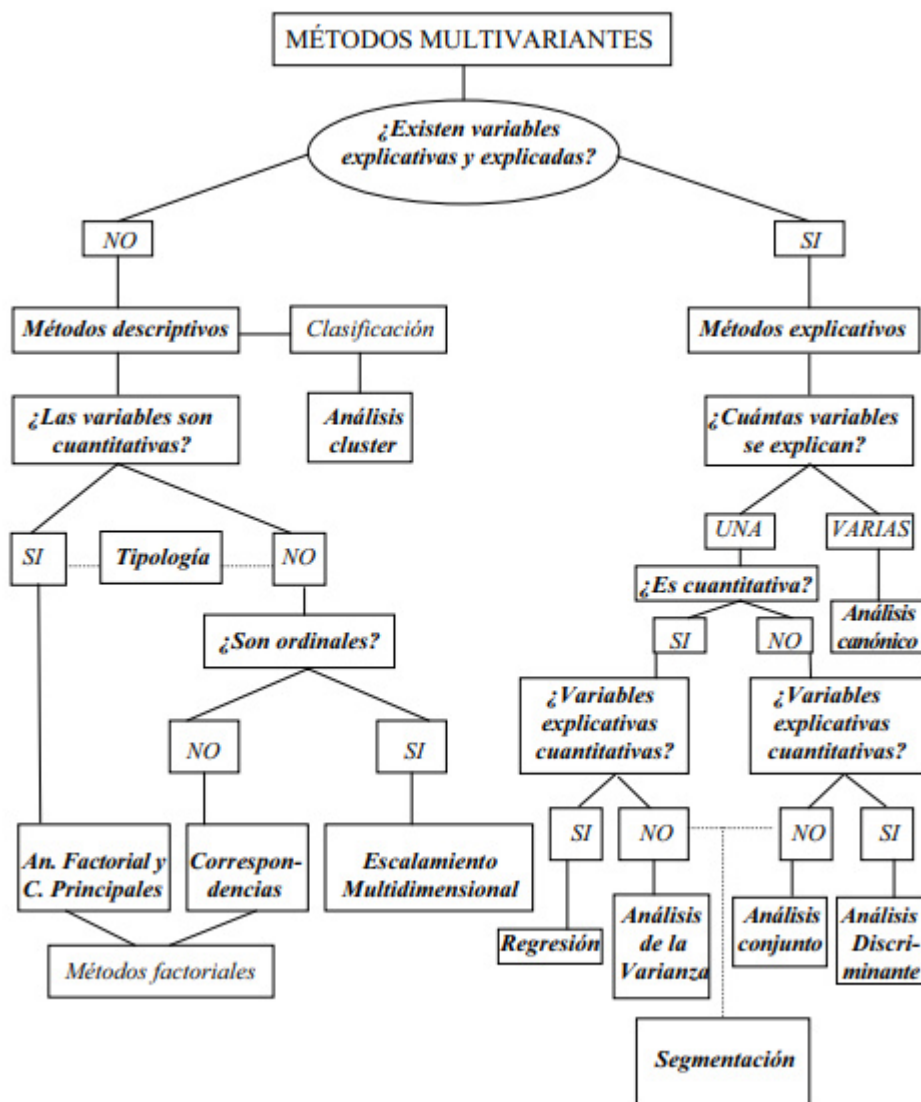 MÉTODOS MULTIVARIANTES
¿Existen variables
explicativas y explicadas?
NO
SI
Métodos descriptivos
Clasificación
Métodos explicativos
¿Las variables son
cuantitativas?
Análisis
cluster
¿Cuántas variables
se explican?
SI
Tipología
NO
UNA
VARIAS
¿Es cuantitativa?
Análisis
canónico
¿Son ordinales?
SI
NO
¿Variables
explicativas
cuantitativas?
¿Variables
explicativas
cuantitativas?
NO
SI
SI
NO
NO
SI
An. Factorial y
C. Principales
Correspon-
dencias
Escalamiento
Multidimensional
Regresión
Análisis
de la
Varianza
Análisis
conjunto
Análisis
Discri-
minante
Métodos factoriales
Segmentación